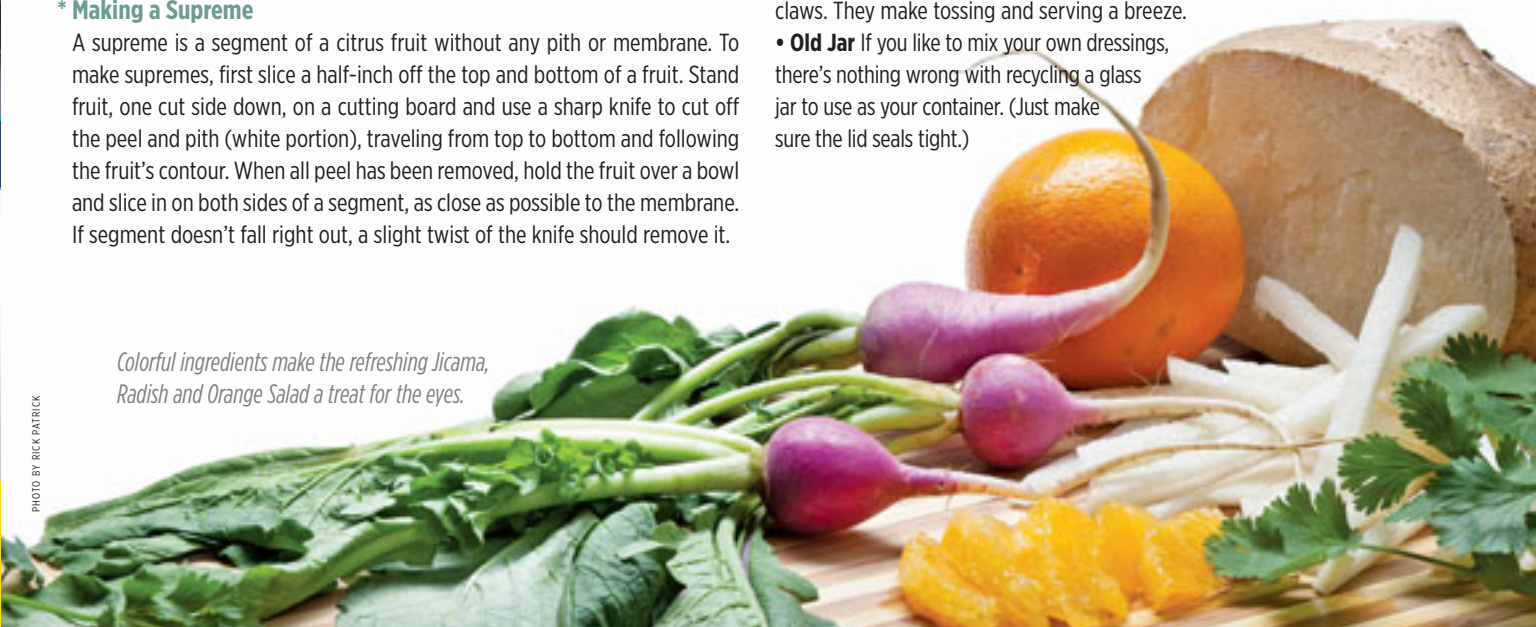 * Making a Supreme
A supreme is a segment of a citrus fruit without any pith or membrane. To
make supremes, first slice a half-inch off the top and bottom of a fruit. Stand
fruit, one cut side down, on a cutting board and use a sharp knife to cut off
the peel and pith (white portion), traveling from top to bottom and following
the fruit’s contour. When all peel has been removed, hold the fruit over a bowl
and slice in on both sides of a segment, as close as possible to the membrane.
If segment doesn’t fall right out, a slight twist of the knife should remove it.
claws. They make tossing and serving a breeze.
• Old Jar If you like to mix your own dressings,
there’s nothing wrong with recycling a glass
jar to use as your container. (Just make
sure the lid seals tight.)
Colorful ingredients make the refreshing Jicama,
Radish and Orange Salad a treat for the eyes.
PHOTO BY RICK PATRICK